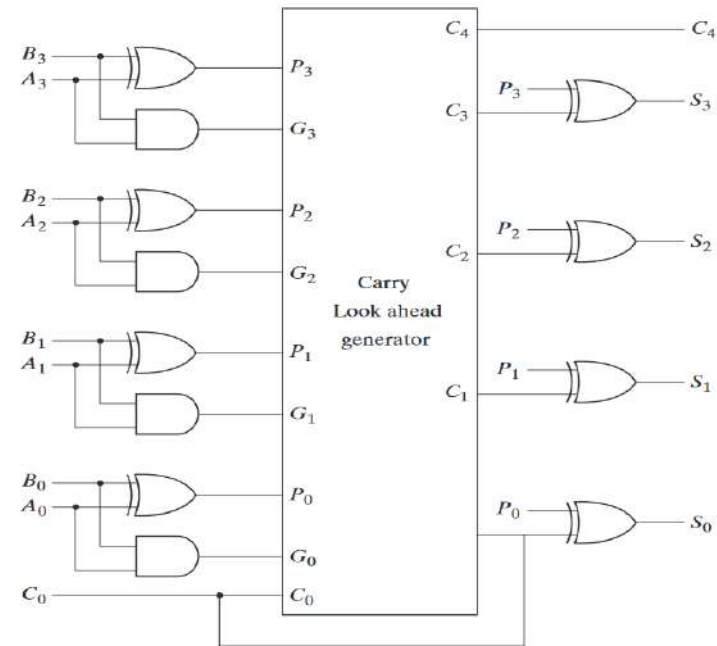 C₄ C₄
B₃
A₃
P₃
P₃
C₃
S₃
G₃
B₂
A₂
P₂
P₂
C₂
S₂
G₂
Carry
Look ahead
generator
B₁
A₁
P₁
P₁
C₁
S₁
G₁
B₀
A₀
P₀
P₀
S₀
G₀
C₀ C₀